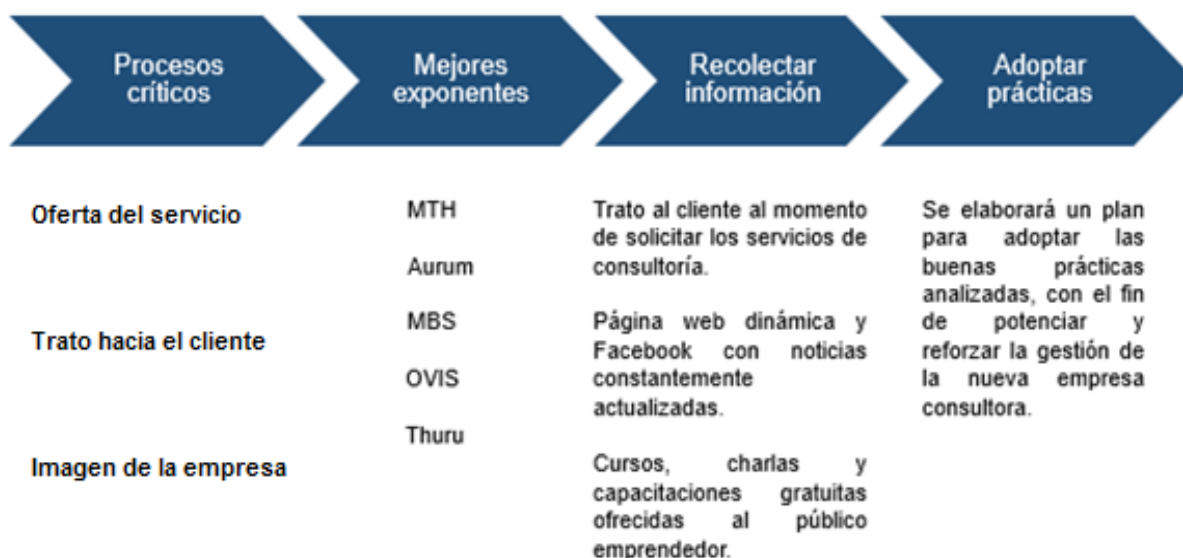 Procesos
críticos
Mejores
exponentes
Recolectar
información
Adoptar
prácticas
Oferta del servicio
Trato hacia el cliente
Imagen de la empresa
MTH
Aurum
MBS
OVIS
Thuru
Trato al cliente al momento
de solicitar los servicios de
consultoría.
Página web dinámica y
Facebook con noticias
constantemente
actualizadas.
Cursos, charlas y
capacitaciones gratuitas
ofrecidas al público
emprendedor.
Se elaborará un plan
para adoptar las
buenas prácticas
analizadas, con el fin
de potenciar y
reforzar la gestión de
la nueva empresa
consultora.